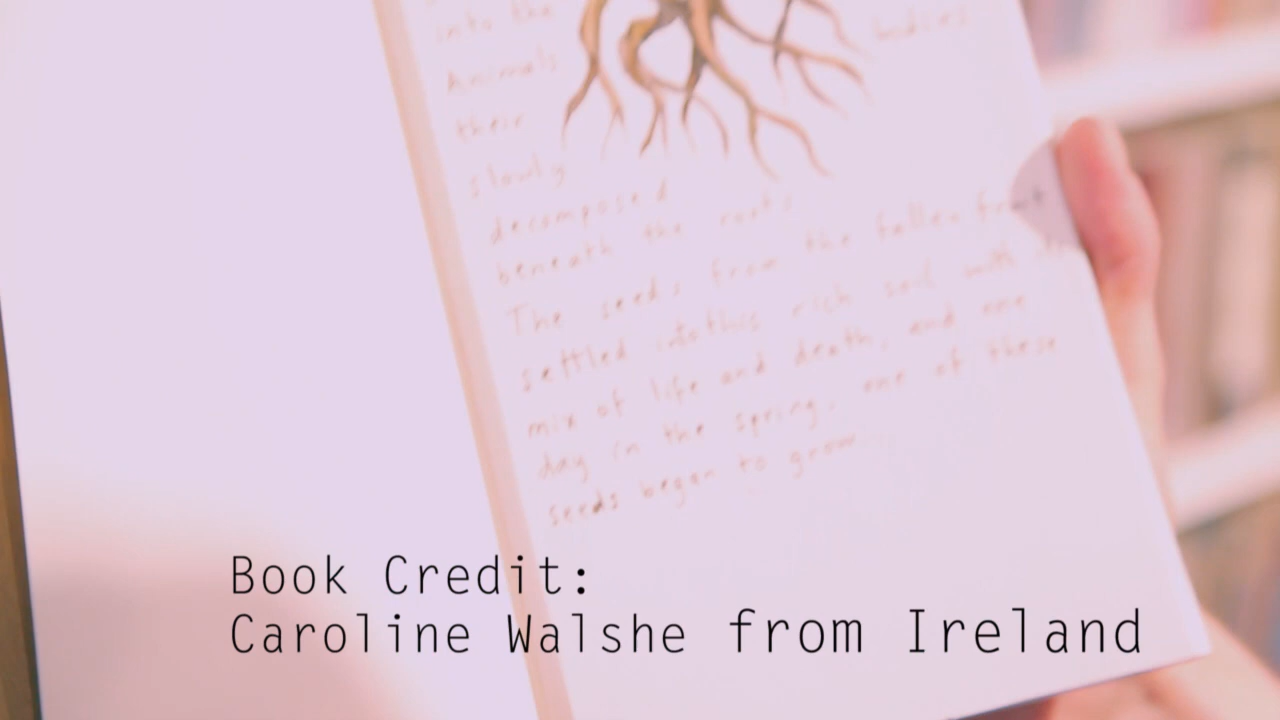 into the
Animals
their bodies
slowly
decomposed
beneath the roots
The seeds from the fallen fruit
settled into this rich soil with
mix of life and death, and one
day in the spring, one of these
seeds began to grow
Book Credit:
Caroline Walshe from Ireland